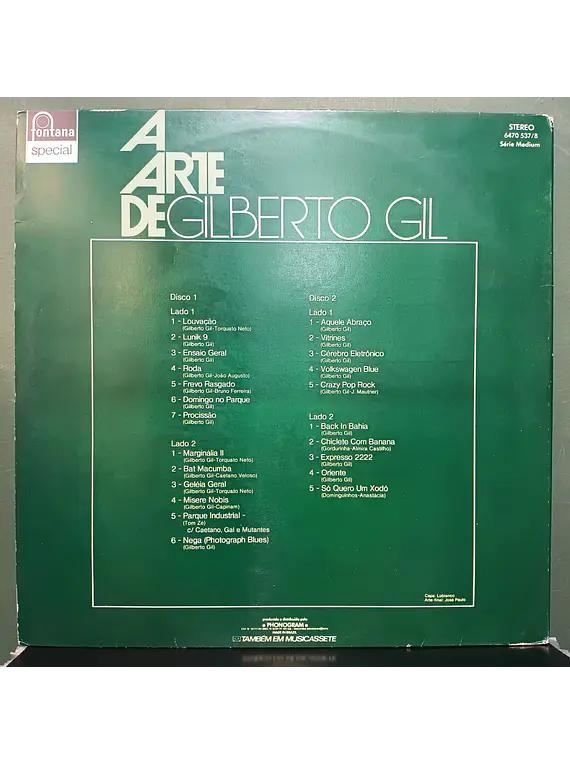 fontana
special
STEREO
6470 537/8
Série Medium
A
ARTE
DE GILBERTO GIL
Disco 1
Lado 1
1 - Louvação
(Gilberto Gil-Torquato Neto)
2 - Lunik 9
(Gilberto Gil)
3 - Ensaio Geral
(Gilberto Gil)
4 - Roda
(Gilberto Gil-João Augusto)
5 - Frevo Rasgado
(Gilberto Gil-Bruno Ferreira)
6 - Domingo no Parque
(Gilberto Gil)
7 - Procissão
(Gilberto Gil)
Lado 2
1 - Marginália II
(Gilberto Gil-Torquato Neto)
2 - Bat Macumba
(Gilberto Gil-Caetano Veloso)
3 - Geléia Geral
(Gilberto Gil-Torquato Neto)
4 - Misere Nobis
(Gilberto Gil-Capinam)
5 - Parque Industrial -
(Tom Zé)
c/ Caetano, Gal e Mutantes
6 - Nega (Photograph Blues)
(Gilberto Gil)
Disco 2
Lado 1
1 - Aquele Abraço
(Gilberto Gil)
2 - Vitrines
(Gilberto Gil)
3 - Cérebro Eletrônico
(Gilberto Gil)
4 - Volkswagen Blue
(Gilberto Gil)
5 - Crazy Pop Rock
(Gilberto Gil-J. Mautner)
Lado 2
1 - Back In Bahia
(Gilberto Gil)
2 - Chiclete Com Banana
(Gordurinha-Almira Castilho)
3 - Expresso 2222
(Gilberto Gil)
4 - Oriente
(Gilberto Gil)
5 - Só Quero Um Xodó
(Dominguinhos-Anastácia)
Capa: Lobianco
Arte final: José Paulo
produzido e distribuído pela
PHONOGRAM
MADE IN BRAZIL
TAMBÉM EM MUSICASSETE